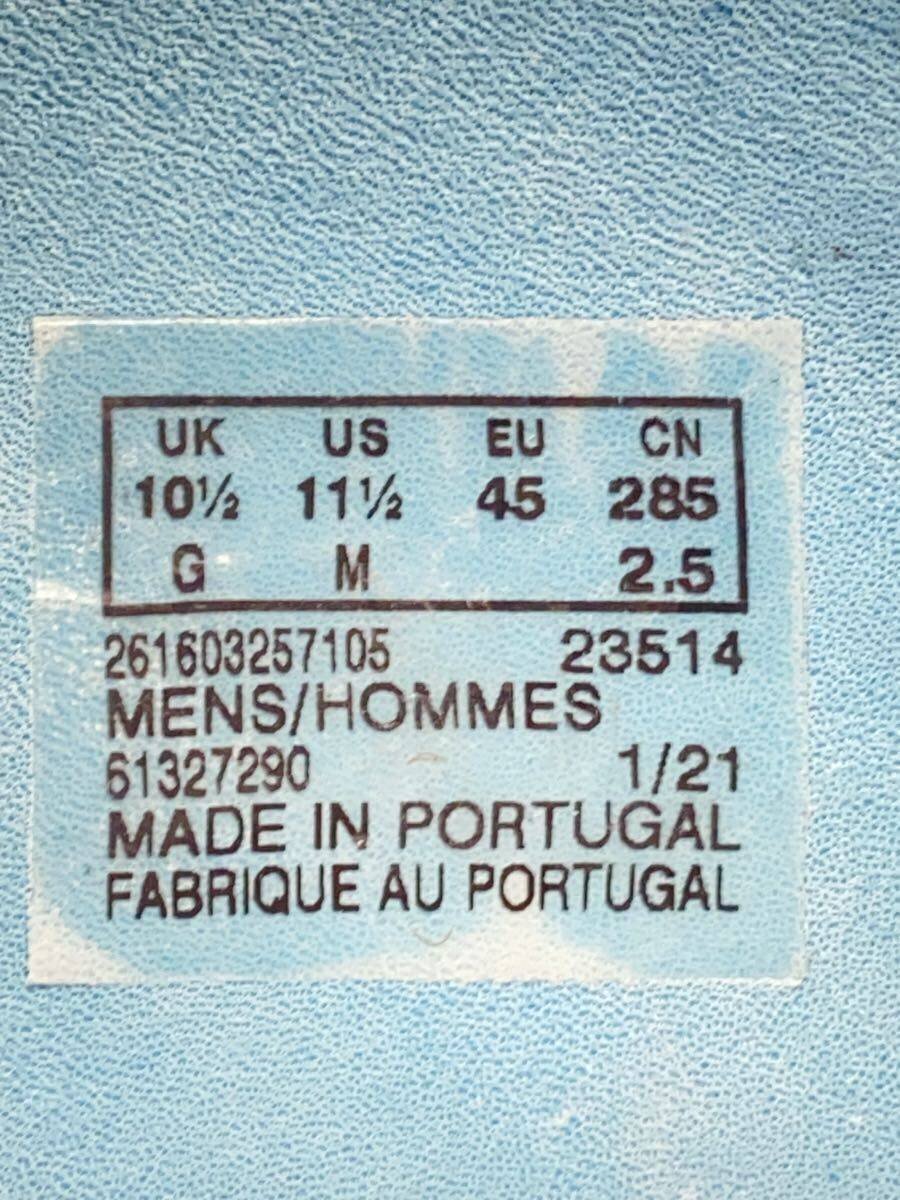 UK US EU CN
10½ 11½ 45 285
G M 2.5
261603257105 23514
MENS/HOMMES
61327290 1/21
MADE IN PORTUGAL
FABRIQUE AU PORTUGAL